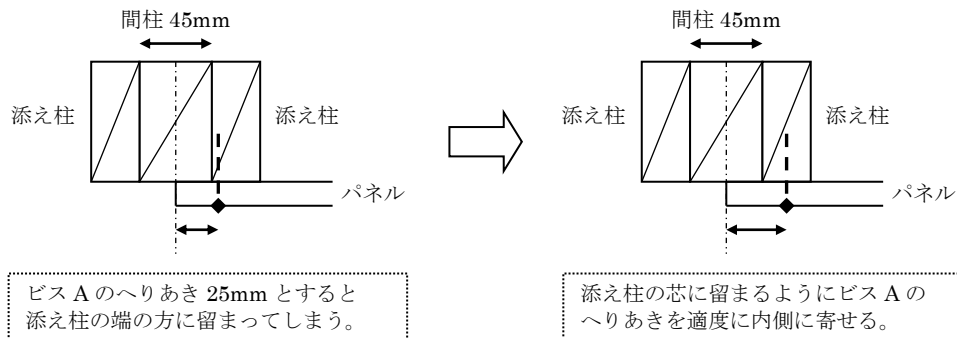 間柱 45mm
添え柱
添え柱
パネル
ビス A のへりあき 25mm とすると
添え柱の端の方に留まってしまう。
間柱 45mm
添え柱
添え柱
パネル
添え柱の芯に留まるようにビス A の
へりあきを適度に内側に寄せる。